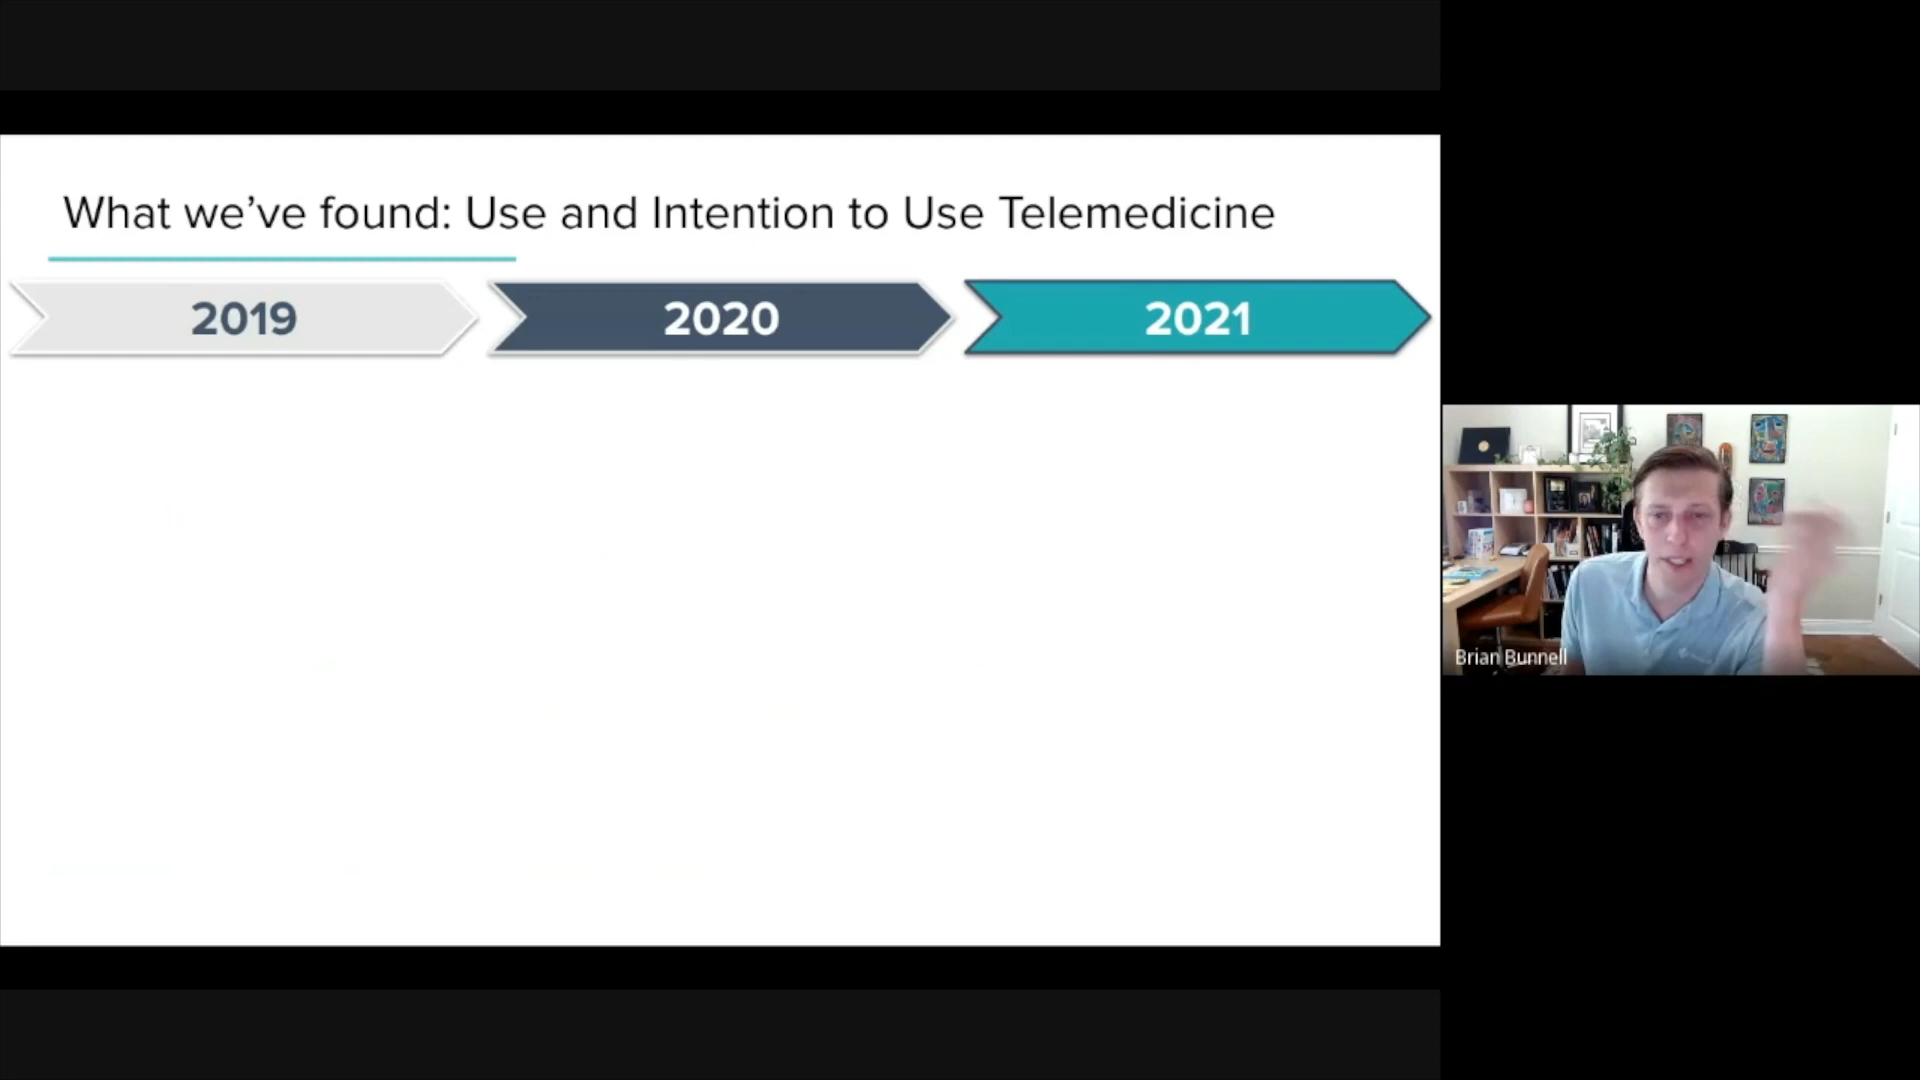 What we’ve found: Use and Intention to Use Telemedicine
2019
2020
2021
Brian Bunnell